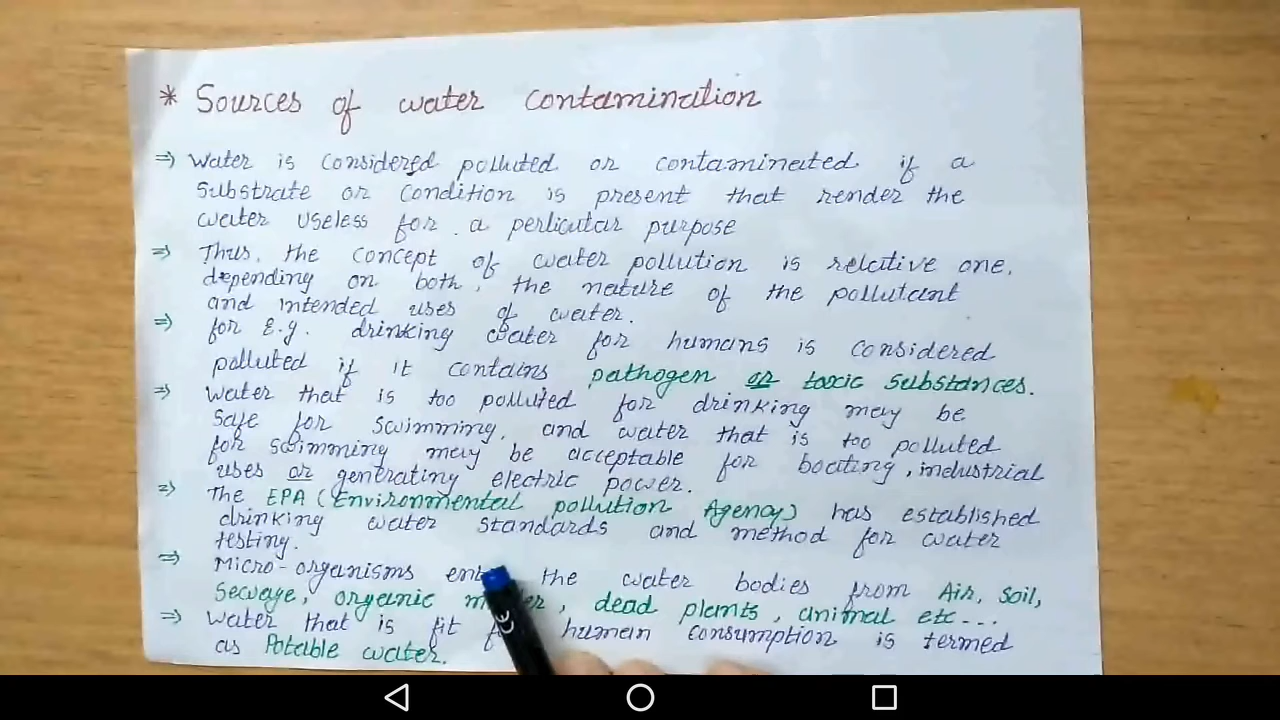 * Sources of water contamination
⇒ Water is considered polluted or contaminated if a
substrate or condition is present that render the
water useless for a perticular purpose
⇒ Thus, the concept of water pollution is relative one,
depending on both, the nature of the pollutant
and intended uses of water.
⇒ for E.g. drinking water for humans is considered
polluted if it contains pathogen or toxic substances.
⇒ Water that is too polluted for drinking may be
safe for swimming, and water that is too polluted
for swimming may be acceptable for boating, industrial
uses or gentrating electric power.
⇒ The EPA (Environmental pollution Agency) has established
drinking water standards and method for water
testing.
⇒ Micro-organisms the water bodies from Air, Soil,
Sewage, organic , dead plants, animal etc...
⇒ Water that is fit human consumption is termed
as Potable water.